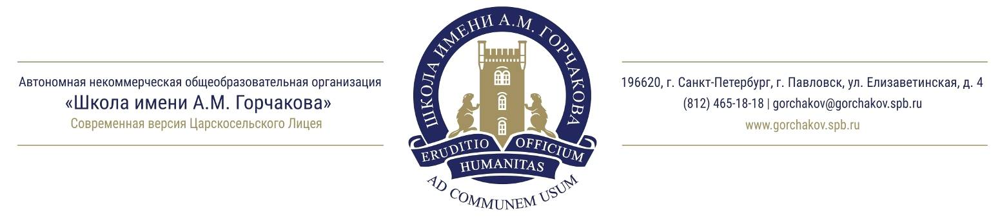 Автономная некоммерческая общеобразовательная организация
«Школа имени А.М. Горчакова»
Современная версия Царскосельского Лицея
ШКОЛА ИМЕНИ А.М. ГОРЧАКОВА
ERUDITIO OFFICIUM
HUMANITAS
AD COMMUNEM USUM
196620, г. Санкт-Петербург, г. Павловск, ул. Елизаветинская, д. 4
(812) 465-18-18 | gorchakov@gorchakov.spb.ru
www.gorchakov.spb.ru